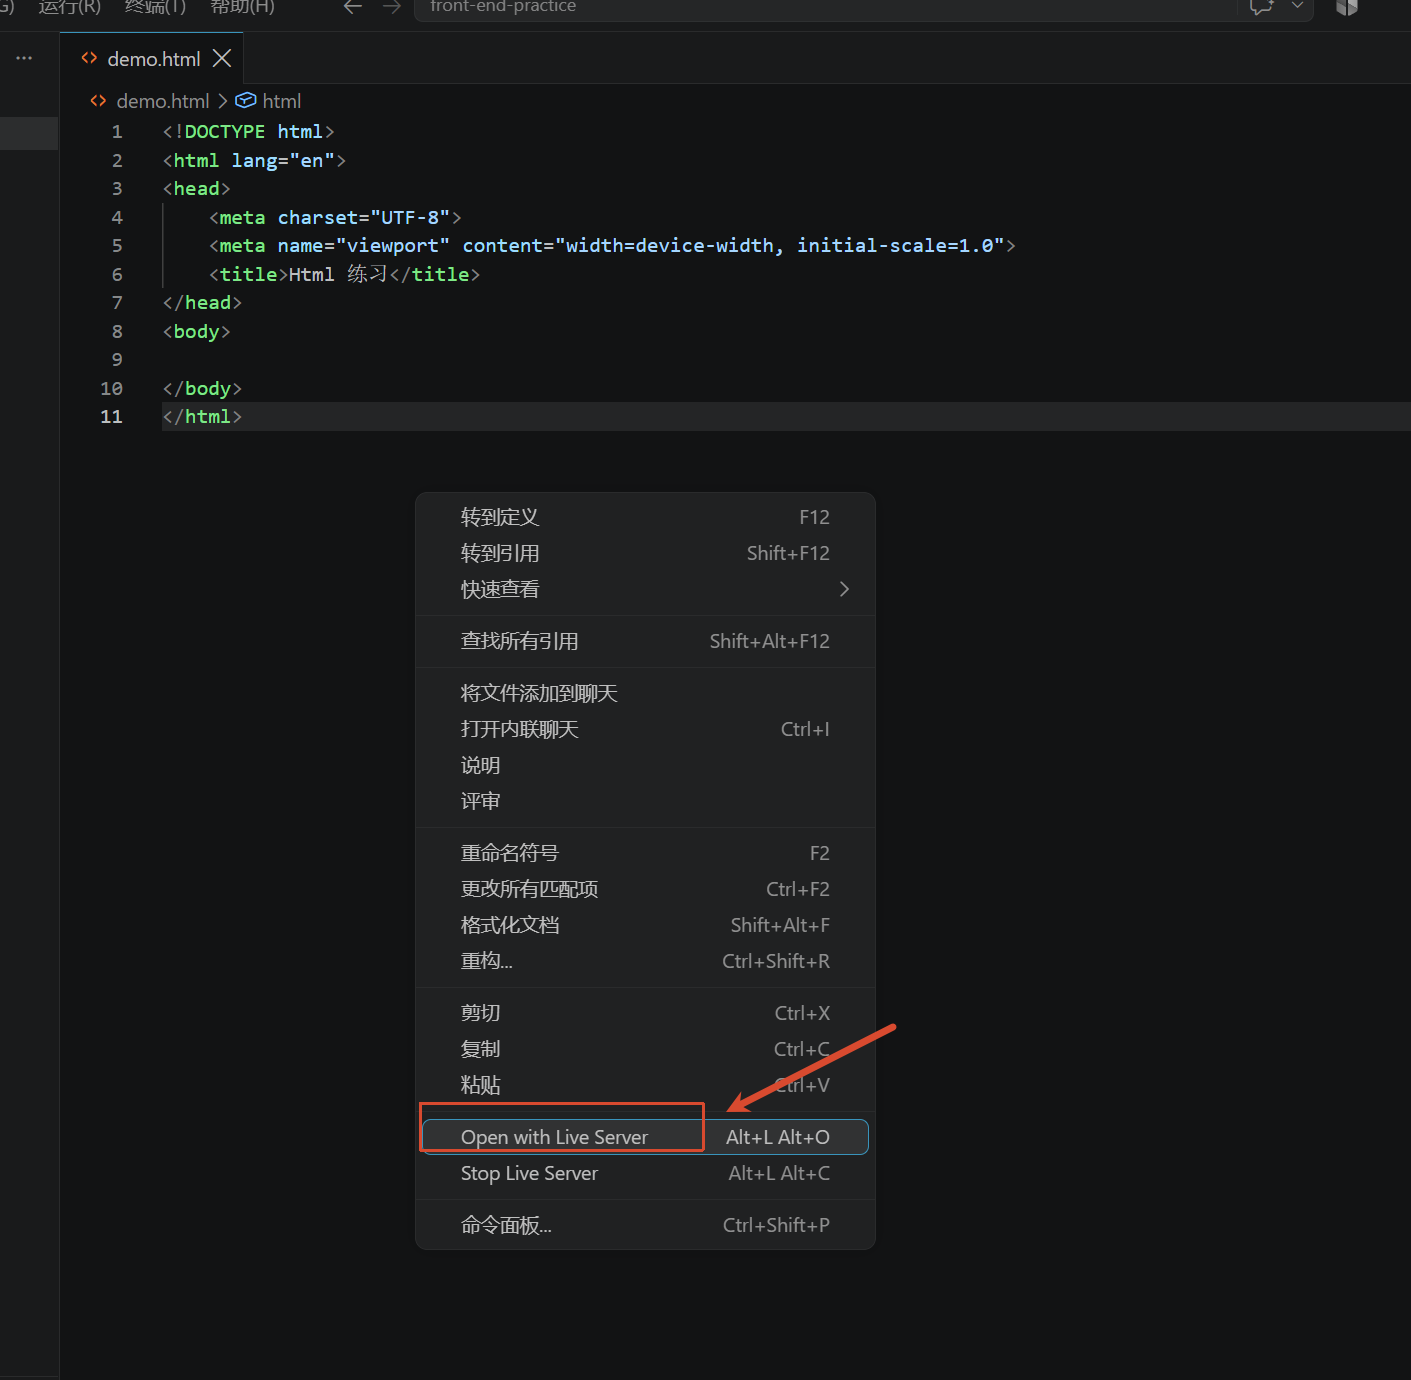 运行(R) 终端(T) 帮助(H) front-end-practice
demo.html
demo.html > html
1 <!DOCTYPE html>
2 <html lang="en">
3 <head>
4 <meta charset="UTF-8">
5 <meta name="viewport" content="width=device-width, initial-scale=1.0">
6 <title>Html 练习</title>
7 </head>
8 <body>
9
10 </body>
11 </html>
转到定义 F12
转到引用 Shift+F12
快速查看
查找所有引用 Shift+Alt+F12
将文件添加到聊天
打开内联聊天 Ctrl+I
说明
评审
重命名符号 F2
更改所有匹配项 Ctrl+F2
格式化文档 Shift+Alt+F
重构... Ctrl+Shift+R
剪切 Ctrl+X
复制 Ctrl+C
粘贴 Ctrl+V
Open with Live Server Alt+L Alt+O
Stop Live Server Alt+L Alt+C
命令面板... Ctrl+Shift+P